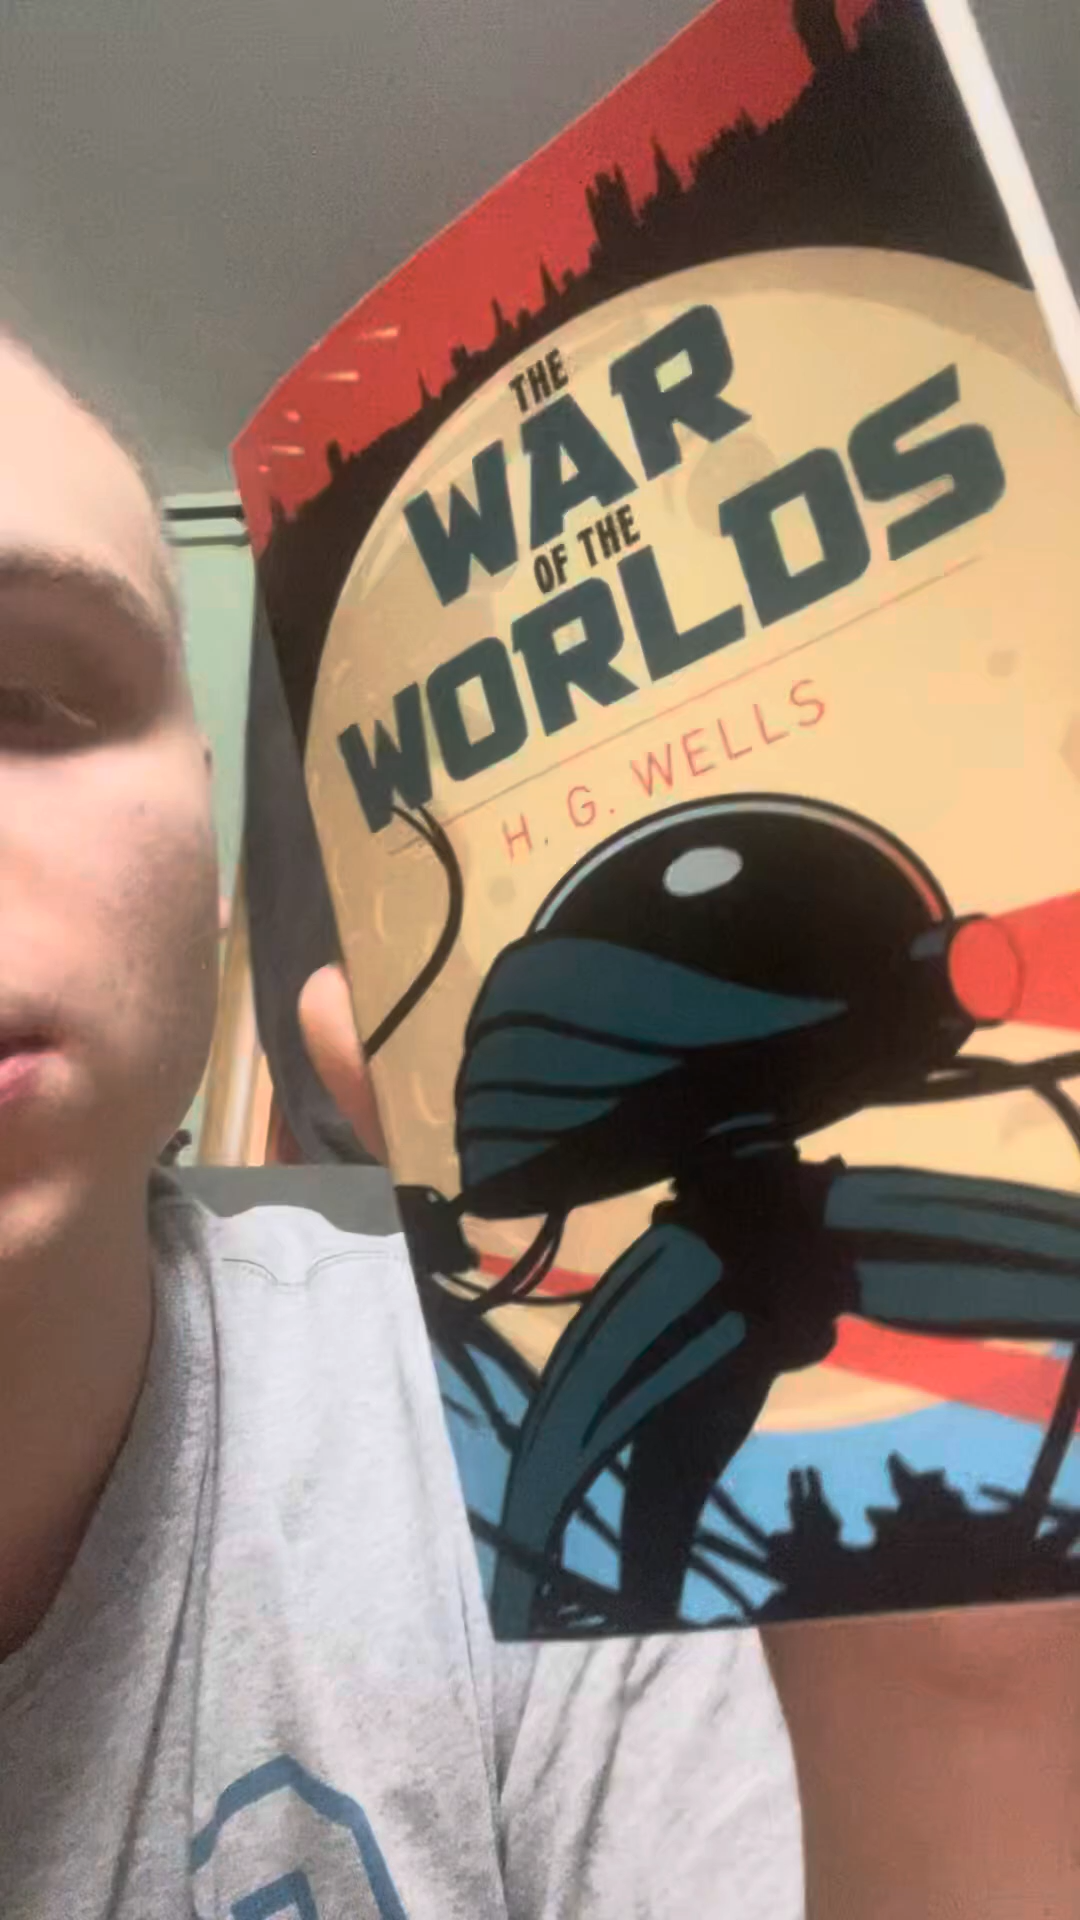 THE
WAR
OF THE
WORLDS
H. G. WELLS